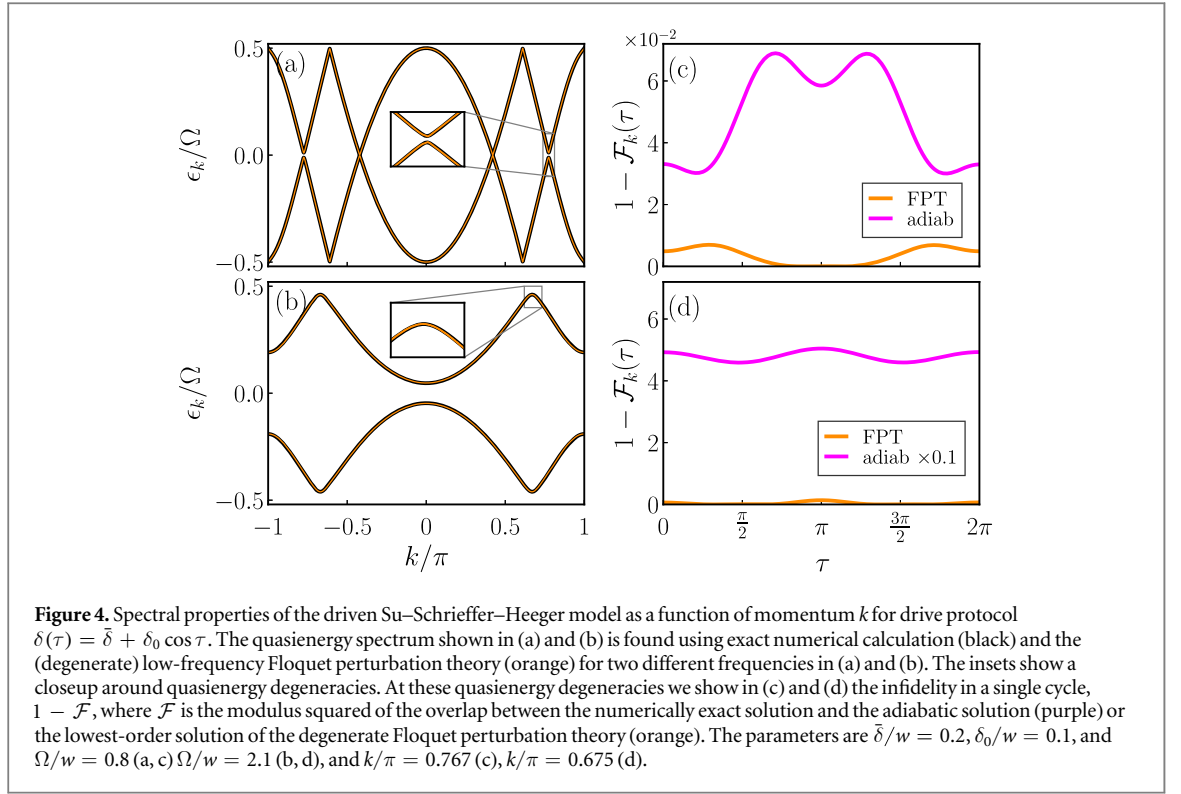 (a)
0.5
0.0
−0.5
ϵₖ/Ω
(b)
0.5
0.0
−0.5
ϵₖ/Ω
−1 −0.5 0 0.5 1
k/π
×10⁻²
(c)
6
4
2
0
1 − ℱₖ(τ)
FPT
adiab
(d)
6
4
2
0
1 − ℱₖ(τ)
FPT
adiab ×0.1
0 π/2 π 3π/2 2π
τ
Figure 4. Spectral properties of the driven Su–Schrieffer–Heeger model as a function of momentum k for drive protocol
δ(τ) = δ̄ + δ₀ cos τ. The quasienergy spectrum shown in (a) and (b) is found using exact numerical calculation (black) and the
(degenerate) low-frequency Floquet perturbation theory (orange) for two different frequencies in (a) and (b). The insets show a
closeup around quasienergy degeneracies. At these quasienergy degeneracies we show in (c) and (d) the infidelity in a single cycle,
1 − ℱ, where ℱ is the modulus squared of the overlap between the numerically exact solution and the adiabatic solution (purple) or
the lowest-order solution of the degenerate Floquet perturbation theory (orange). The parameters are δ̄/w = 0.2, δ₀/w = 0.1, and
Ω/w = 0.8 (a, c) Ω/w = 2.1 (b, d), and k/π = 0.767 (c), k/π = 0.675 (d).